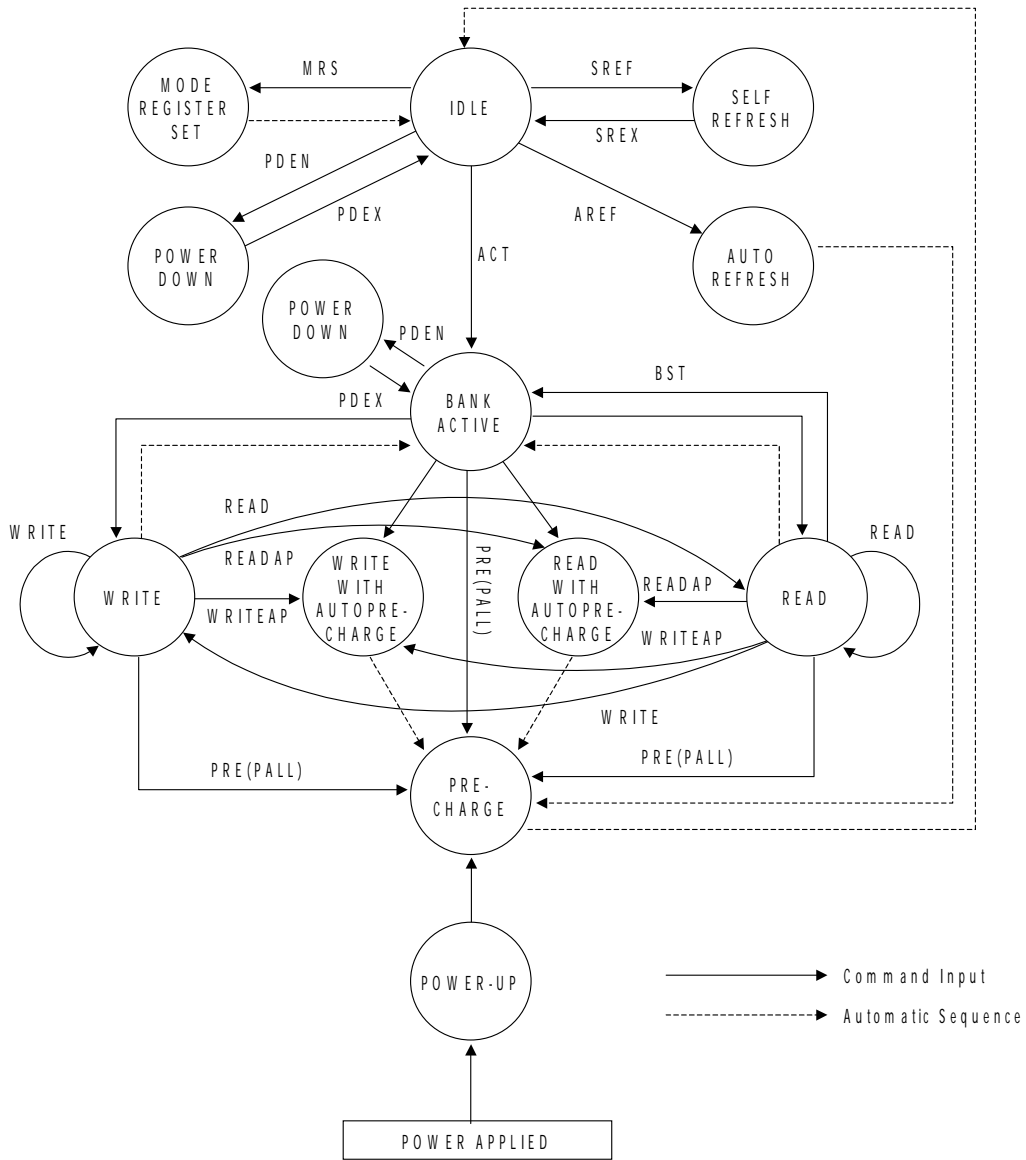 MRS
SREF
MODE
REGISTER
SET
IDLE
SELF
REFRESH
SREX
PDEN
PDEX
AREF
POWER
DOWN
ACT
AUTO
REFRESH
POWER
DOWN
PDEN
BST
PDEX
BANK
ACTIVE
WRITE
READ
READ
READAP
WRITE
WRITE
WITH
AUTOPRE-
CHARGE
PRE(PALL)
READ
WITH
AUTOPRE-
CHARGE
READAP
READ
WRITEAP
WRITEAP
WRITE
PRE(PALL)
PRE(PALL)
PRE-
CHARGE
POWER-UP
Command Input
Automatic Sequence
POWER APPLIED